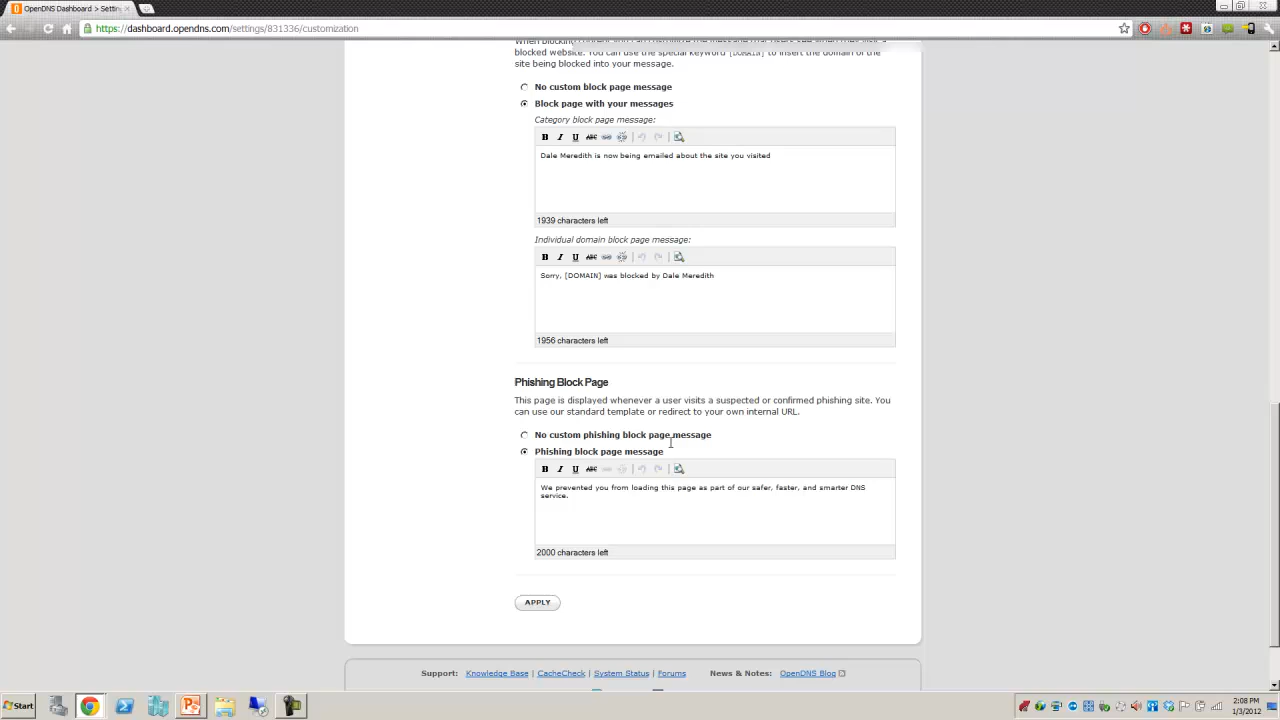 OpenDNS Dashboard > Settin
https://dashboard.opendns.com/settings/831336/customization
blocked website. You can use the special keyword [DOMAIN] to insert the domain of the
site being blocked into your message.
No custom block page message
Block page with your messages
Category block page message:
B I U ABC
Dale Meredith is now being emailed about the site you visited
1939 characters left
Individual domain block page message:
B I U ABC
Sorry, [DOMAIN] was blocked by Dale Meredith
1956 characters left
Phishing Block Page
This page is displayed whenever a user visits a suspected or confirmed phishing site. You
can use our standard template or redirect to your own internal URL.
No custom phishing block page message
Phishing block page message
B I U ABC
We prevented you from loading this page as part of our safer, faster, and smarter DNS
service.
2000 characters left
APPLY
Support: Knowledge Base | CacheCheck | System Status | Forums News & Notes: OpenDNS Blog
Start
2:08 PM
1/3/2012